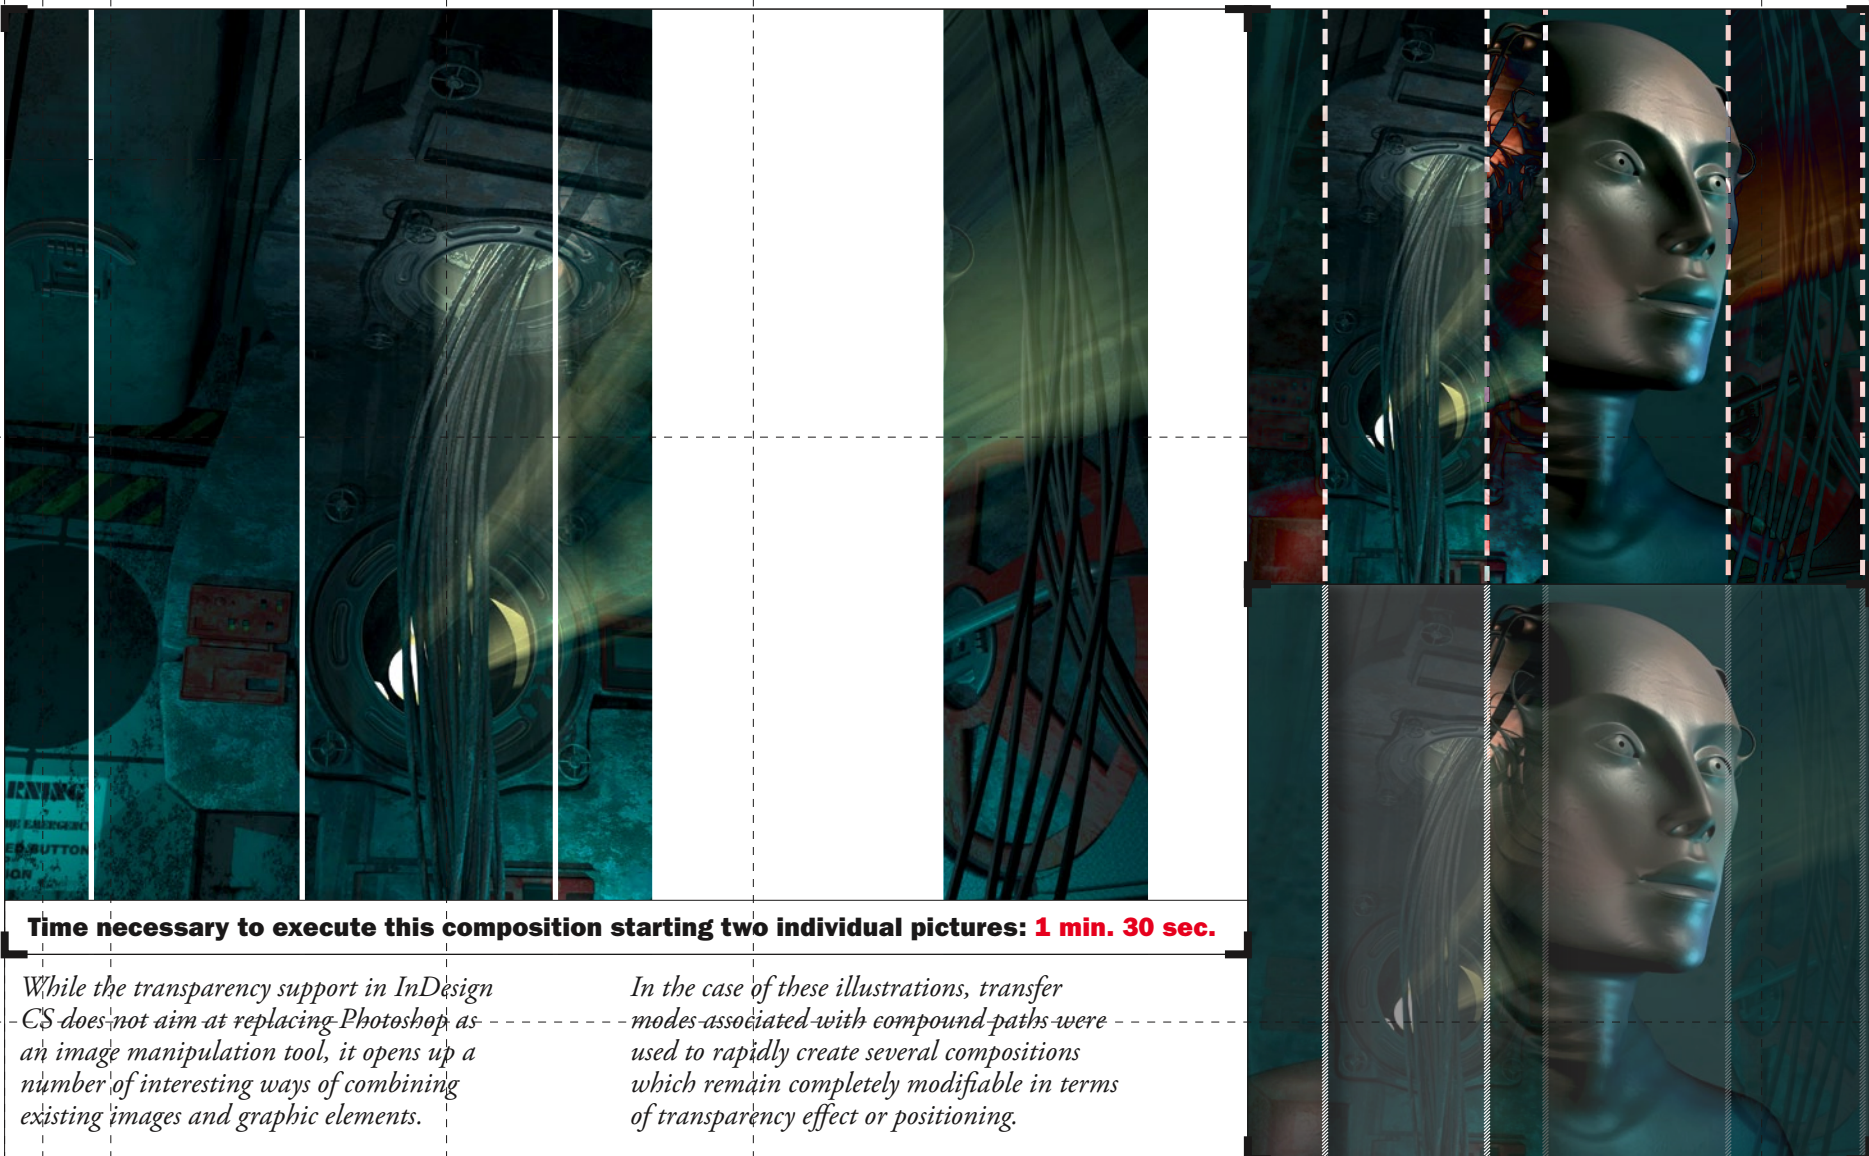 RNING
ED BUTTON
ION
Time necessary to execute this composition starting two individual pictures: 1 min. 30 sec.
While the transparency support in InDesign
CS does not aim at replacing Photoshop as
an image manipulation tool, it opens up a
number of interesting ways of combining
existing images and graphic elements.
In the case of these illustrations, transfer
modes associated with compound paths were
used to rapidly create several compositions
which remain completely modifiable in terms
of transparency effect or positioning.